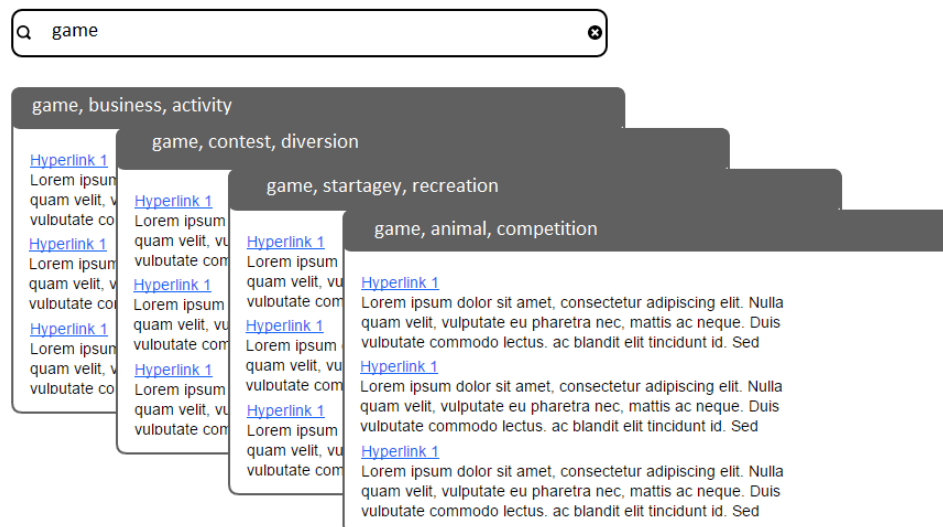 game
game, business, activity
Hyperlink 1
Lorem ipsum
quam velit, v
vulputate co
Hyperlink 1
Lorem ipsum
quam velit, v
vulputate co
Hyperlink 1
Lorem ipsum
quam velit, v
vulputate co
game, contest, diversion
Hyperlink 1
Lorem ipsum
quam velit, vu
vulputate com
Hyperlink 1
Lorem ipsum
quam velit, vu
vulputate com
Hyperlink 1
Lorem ipsum
quam velit, vu
vulputate com
game, startagey, recreation
Hyperlink 1
Lorem ipsum
quam velit, vu
vulputate com
Hyperlink 1
Lorem ipsum
quam velit, vu
vulputate com
Hyperlink 1
Lorem ipsum
quam velit, vu
vulputate com
game, animal, competition
Hyperlink 1
Lorem ipsum dolor sit amet, consectetur adipiscing elit. Nulla
quam velit, vulputate eu pharetra nec, mattis ac neque. Duis
vulputate commodo lectus, ac blandit elit tincidunt id. Sed
Hyperlink 1
Lorem ipsum dolor sit amet, consectetur adipiscing elit. Nulla
quam velit, vulputate eu pharetra nec, mattis ac neque. Duis
vulputate commodo lectus, ac blandit elit tincidunt id. Sed
Hyperlink 1
Lorem ipsum dolor sit amet, consectetur adipiscing elit. Nulla
quam velit, vulputate eu pharetra nec, mattis ac neque. Duis
vulputate commodo lectus, ac blandit elit tincidunt id. Sed